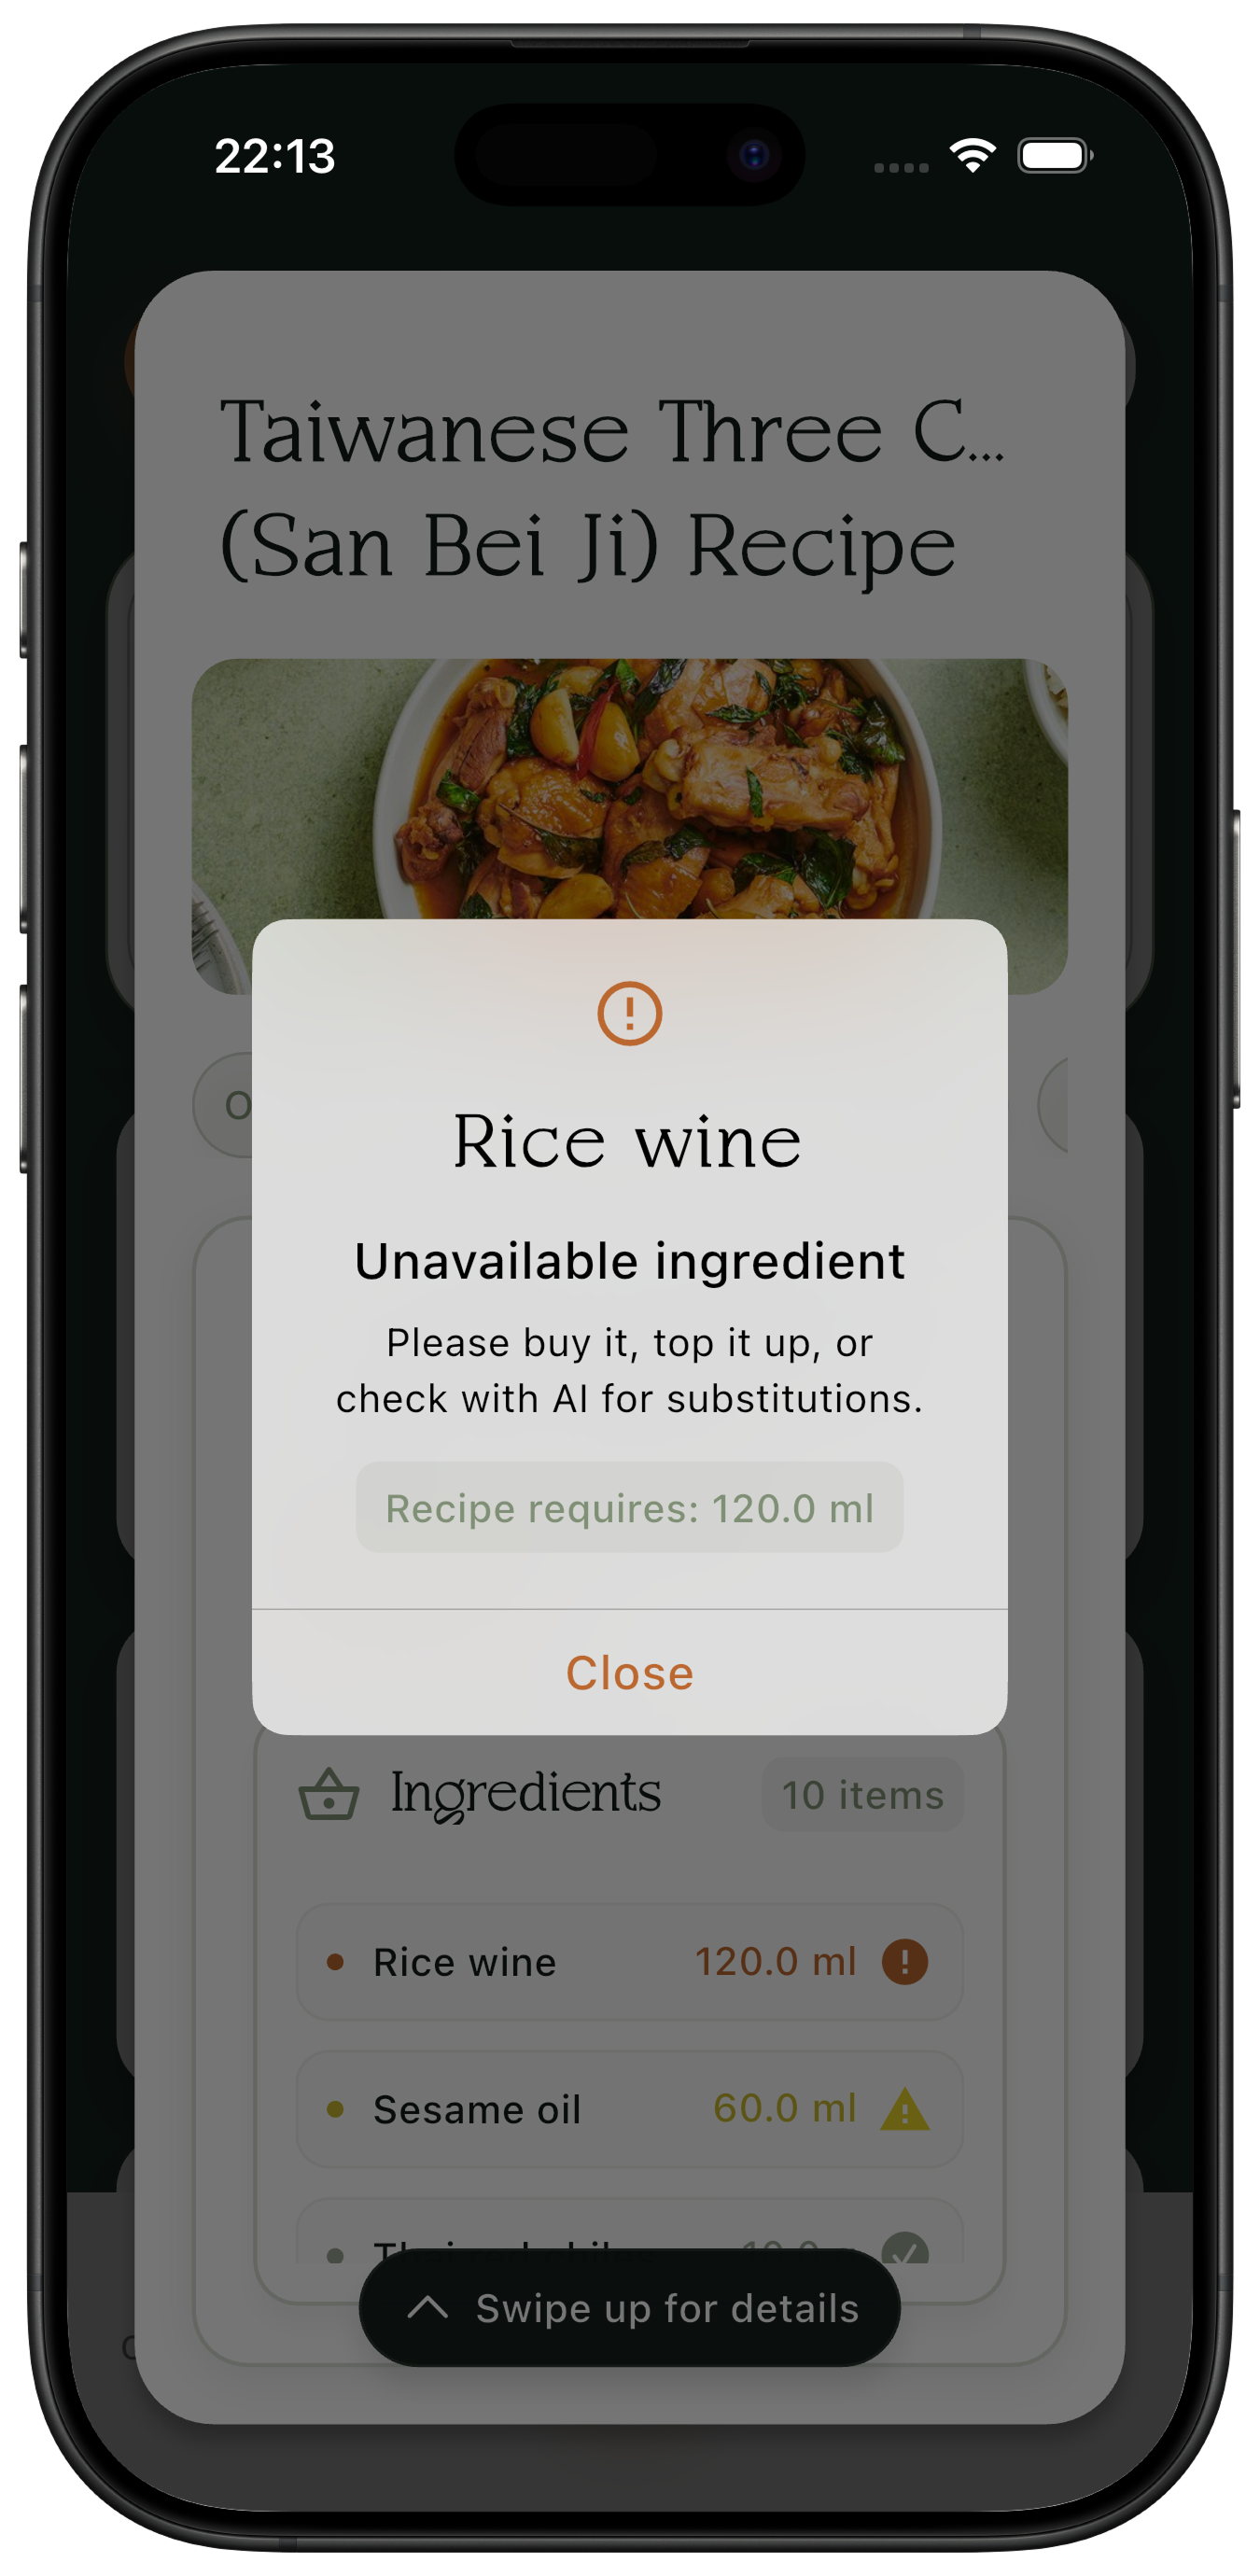 22:13
Taiwanese Three C...
(San Bei Ji) Recipe
Rice wine
Unavailable ingredient
Please buy it, top it up, or
check with AI for substitutions.
Recipe requires: 120.0 ml
Close
Ingredients
10 items
Rice wine
120.0 ml
Sesame oil
60.0 ml
Swipe up for details